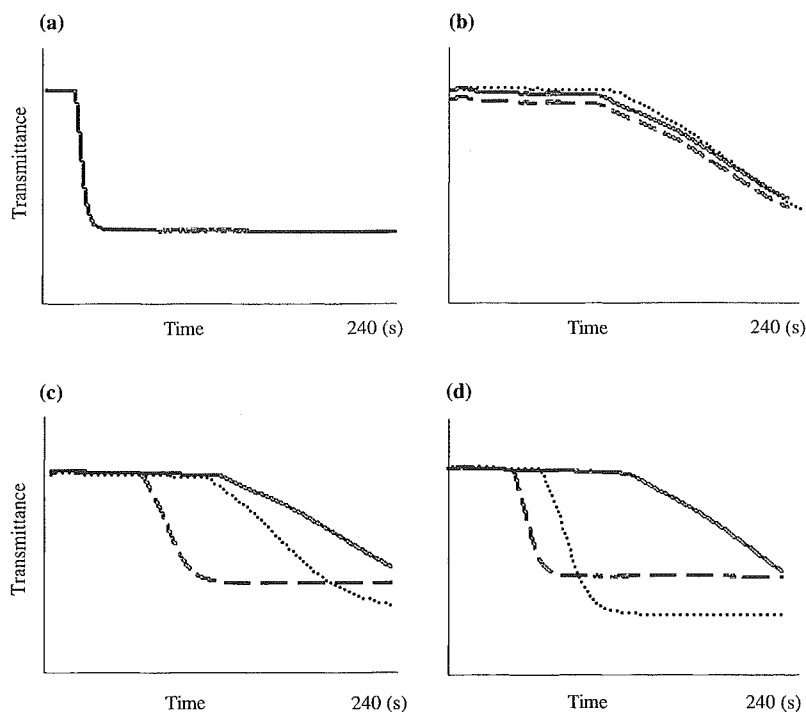 (a)
Transmittance
Time 240 (s)
(b)
Time 240 (s)
(c)
Transmittance
Time 240 (s)
(d)
Time 240 (s)